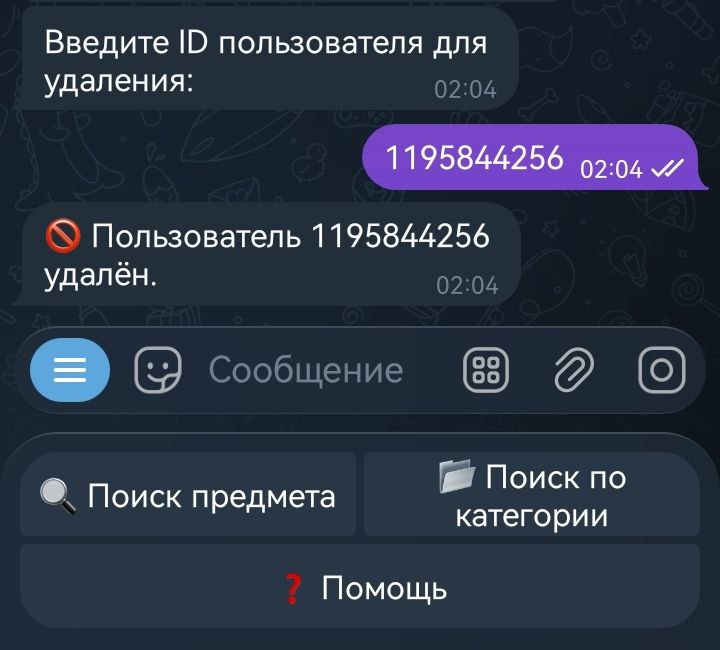 Введите ID пользователя для
удаления:
02:04
1195844256 02:04
🚫 Пользователь 1195844256
удалён.
02:04
Сообщение
🔍 Поиск предмета
📁 Поиск по
категории
❓ Помощь